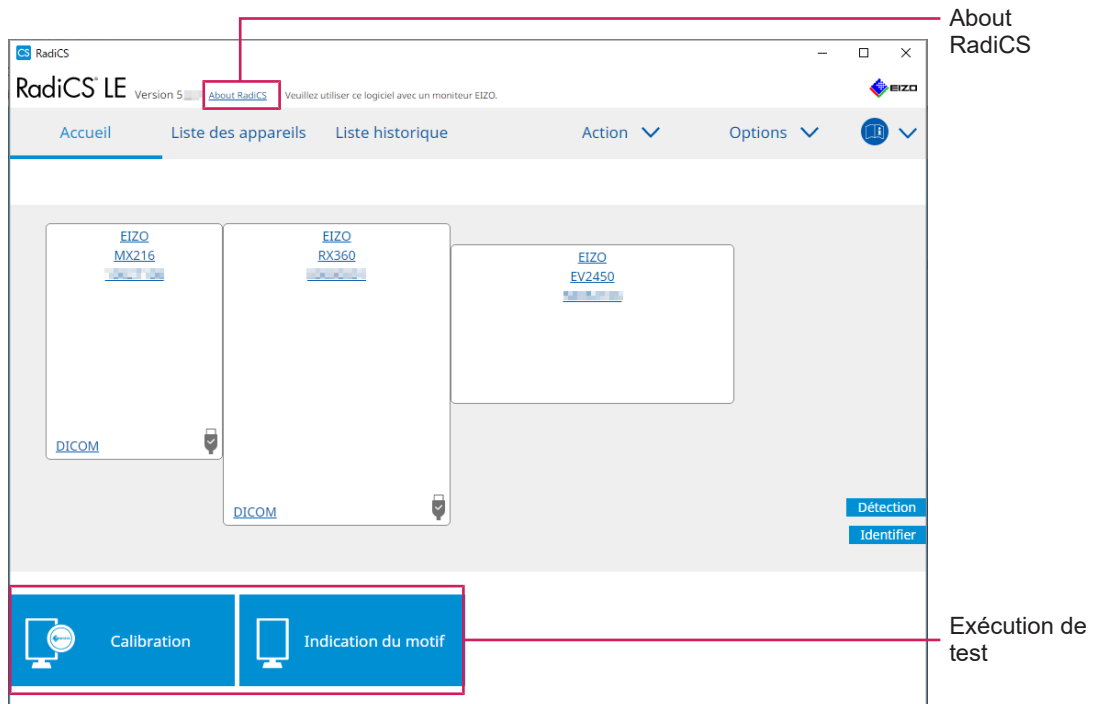 About
RadiCS
RadiCS
RadiCS LE Version 5 About RadiCS Veuillez utiliser ce logiciel avec un moniteur EIZO.
EIZO
Accueil Liste des appareils Liste historique Action Options
EIZO
MX216
DICOM
EIZO
RX360
DICOM
EIZO
EV2450
Détection
Identifier
Calibration
Indication du motif
Exécution de
test